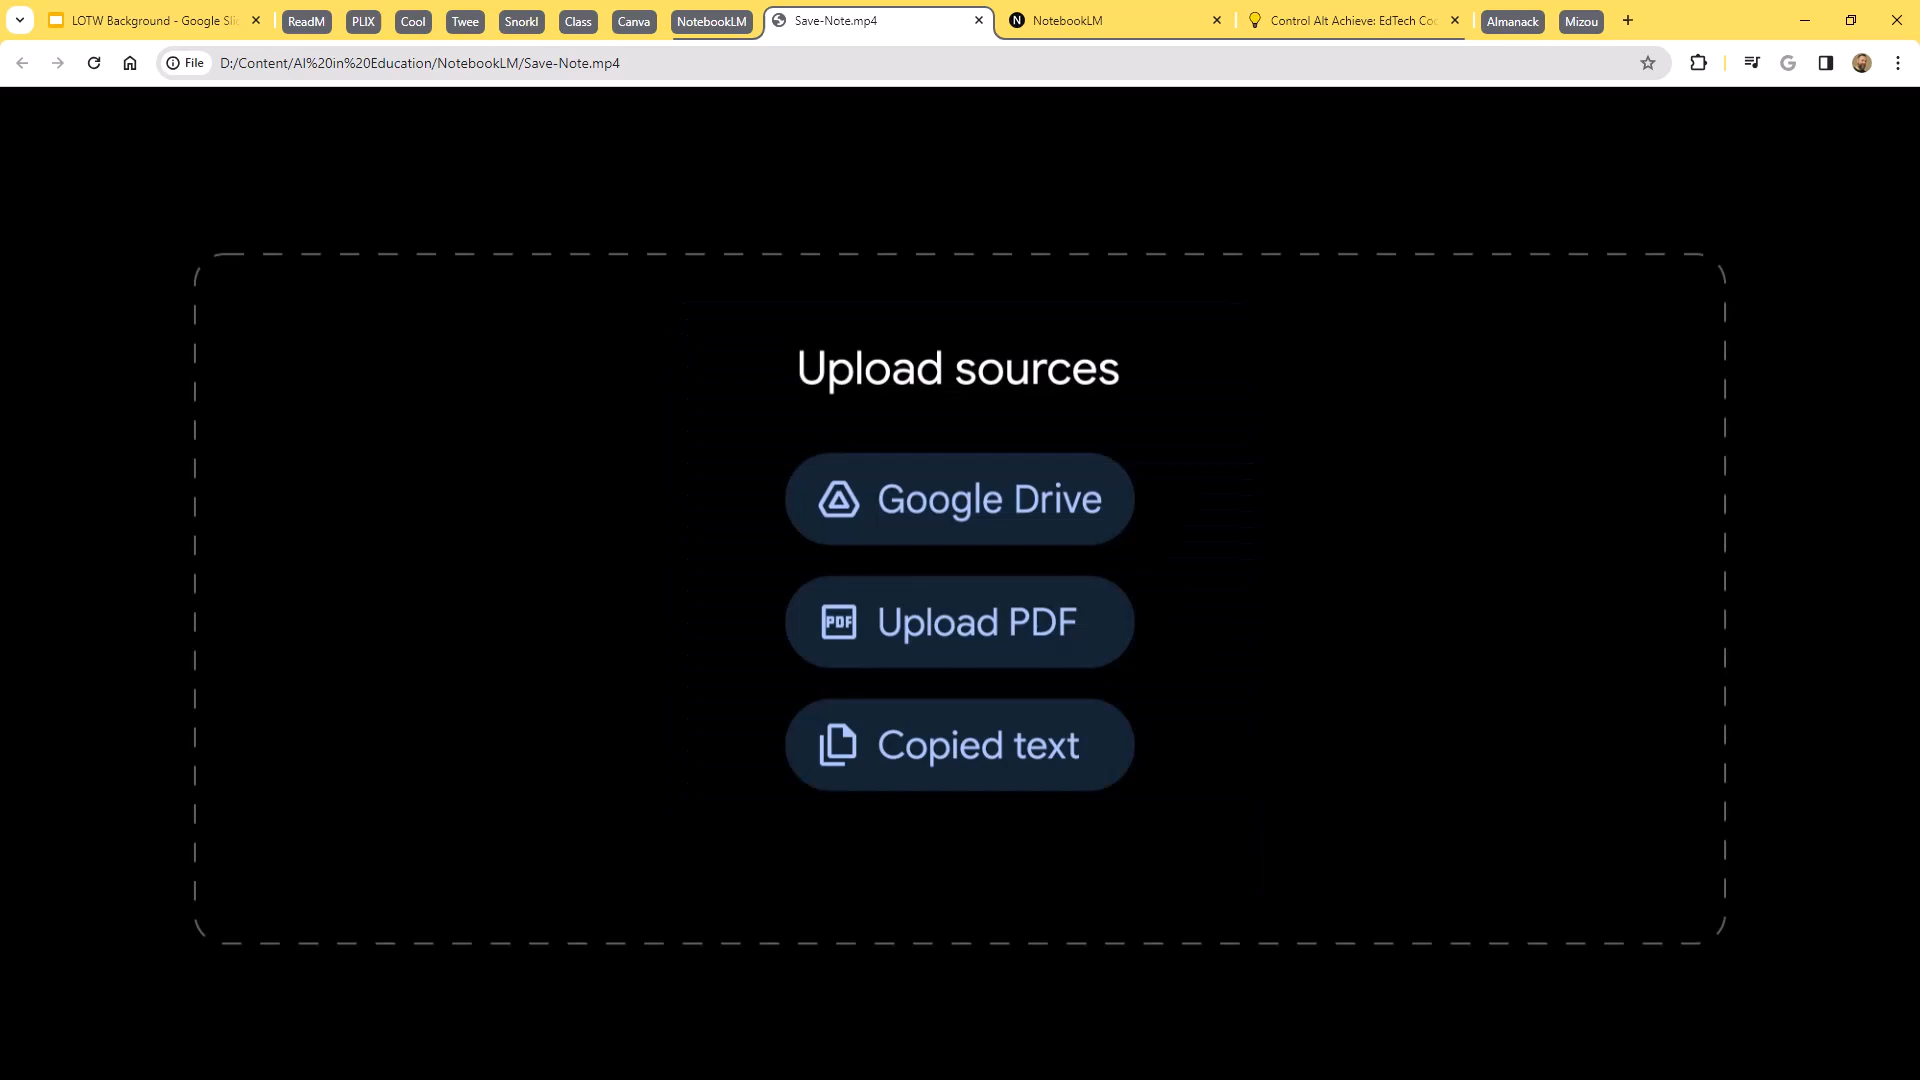 LOTW Background - Google Sli
ReadM
PLIX
Cool
Twee
Snorkl
Class
Canva
NotebookLM
Save-Note.mp4
N
NotebookLM
Control Alt Achieve: EdTech Co
Almanack
Mizou
File
D:/Content/AI%20in%20Education/NotebookLM/Save-Note.mp4
G
Upload sources
Google Drive
PDF
Upload PDF
Copied text